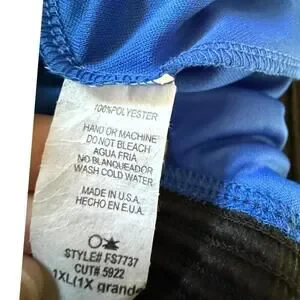 100%POLYESTER
HAND OR MACHINE
DO NOT BLEACH
AGUA FRIA
NO BLANQUEADOR
WASH COLD WATER
MADE IN U.S.A.
HECHO EN E.U.A.
STYLE# FS7737
CUT# 5922
1XL(1X grande